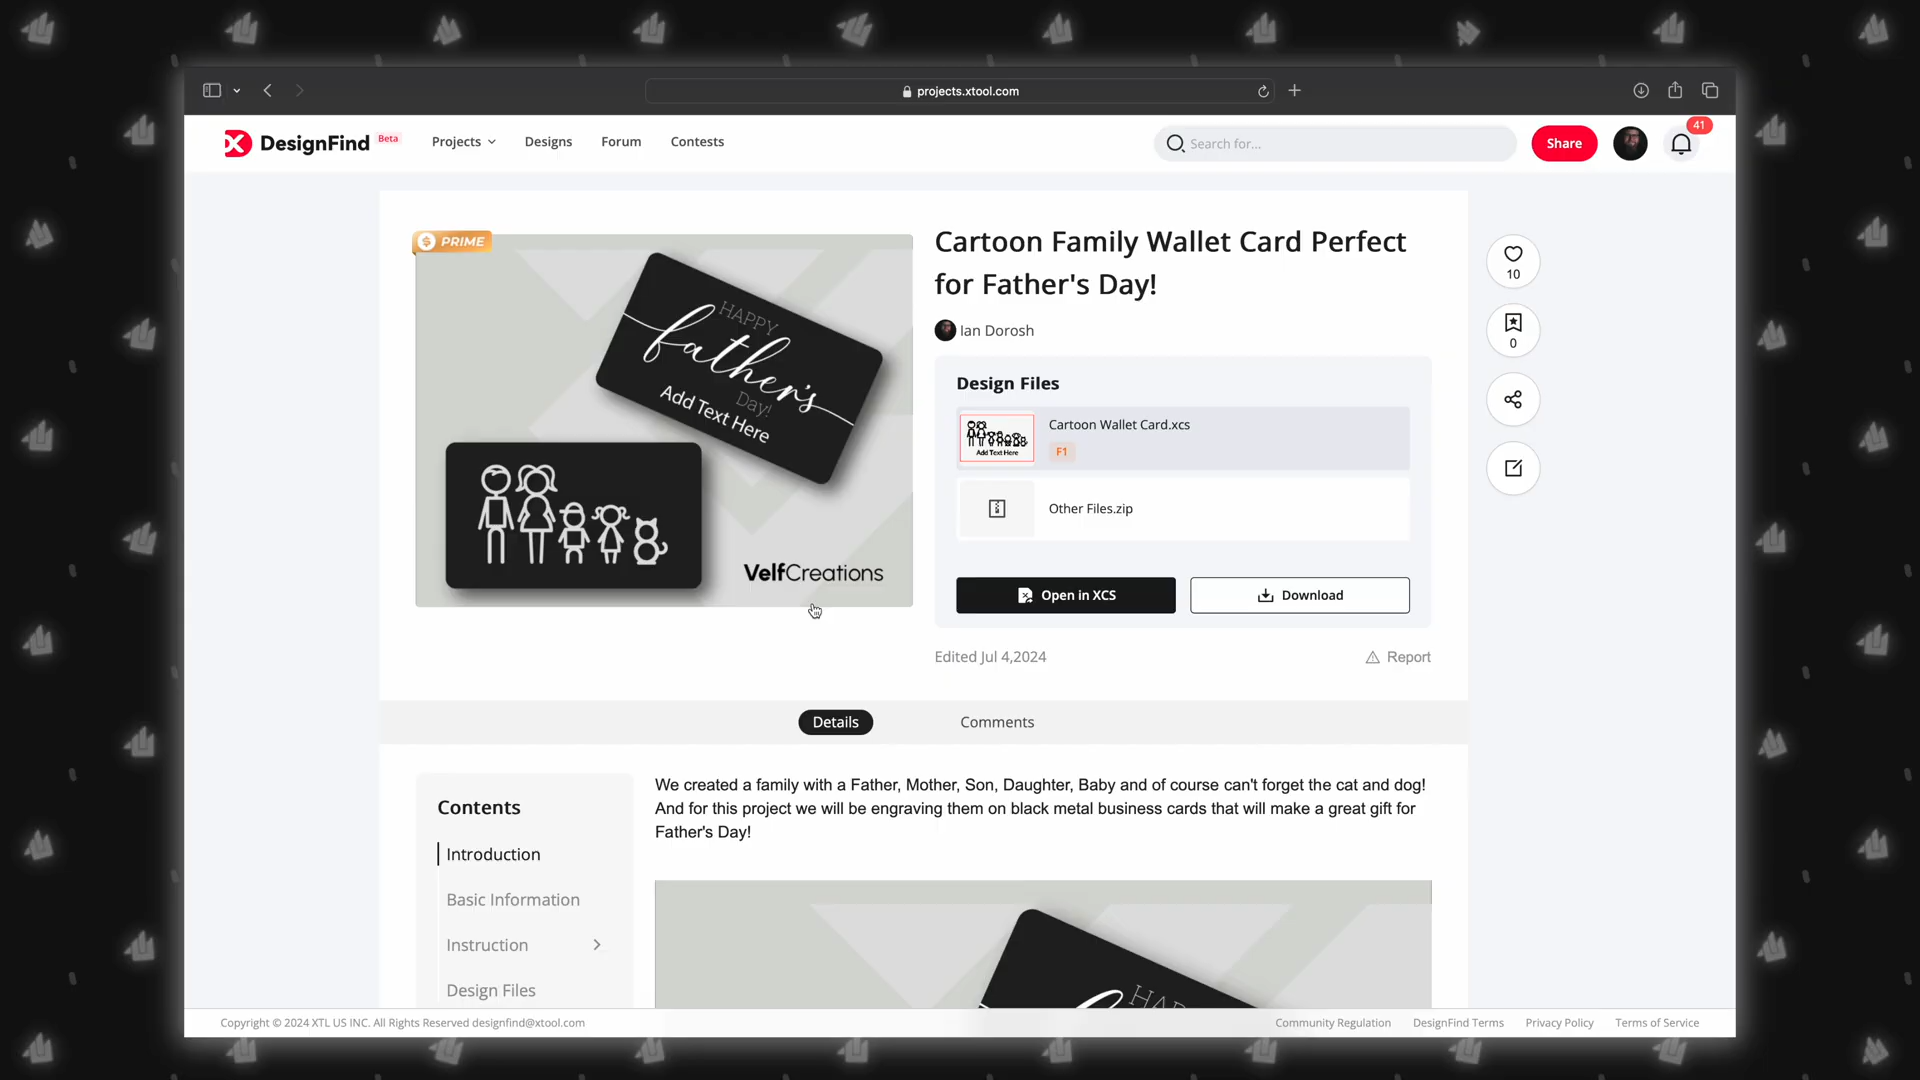 projects.xtool.com
DesignFind Beta
Projects
Designs
Forum
Contests
Search for...
Share
41
PRIME
HAPPY
father's
Day!
Add Text Here
VelfCreations
Cartoon Family Wallet Card Perfect
for Father's Day!
Ian Dorosh
Design Files
Add Text Here
Cartoon Wallet Card.xcs
F1
Other Files.zip
Open in XCS
Download
Edited Jul 4,2024
Report
10
0
Details
Comments
Contents
Introduction
Basic Information
Instruction
Design Files
We created a family with a Father, Mother, Son, Daughter, Baby and of course can't forget the cat and dog!
And for this project we will be engraving them on black metal business cards that will make a great gift for
Father's Day!
Copyright © 2024 XTL US INC. All Rights Reserved designfind@xtool.com
Community Regulation
DesignFind Terms
Privacy Policy
Terms of Service